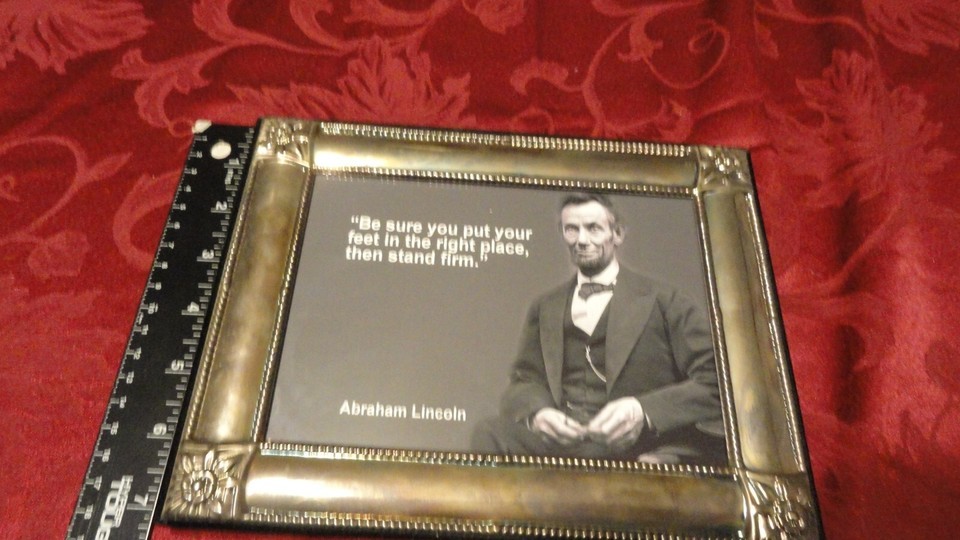 “Be sure you put your
feet in the right place,
then stand firm.”
Abraham Lincoln
1
2
3
4
5
6
7